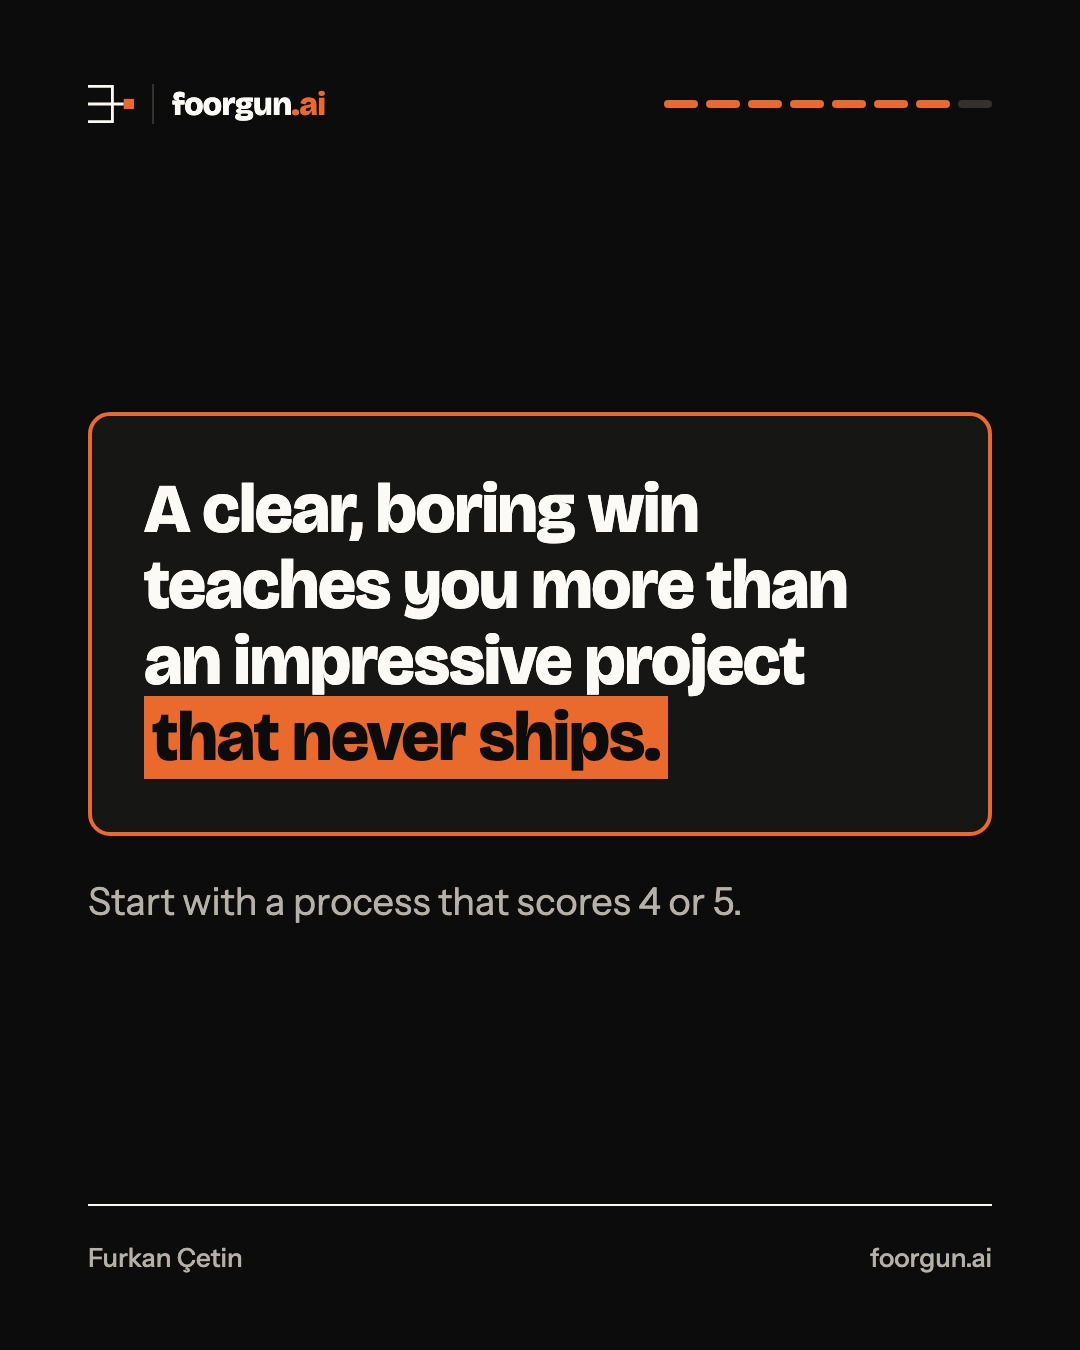 foorgun.ai
A clear, boring win
teaches you more than
an impressive project
that never ships.
Start with a process that scores 4 or 5.
Furkan Çetin
foorgun.ai